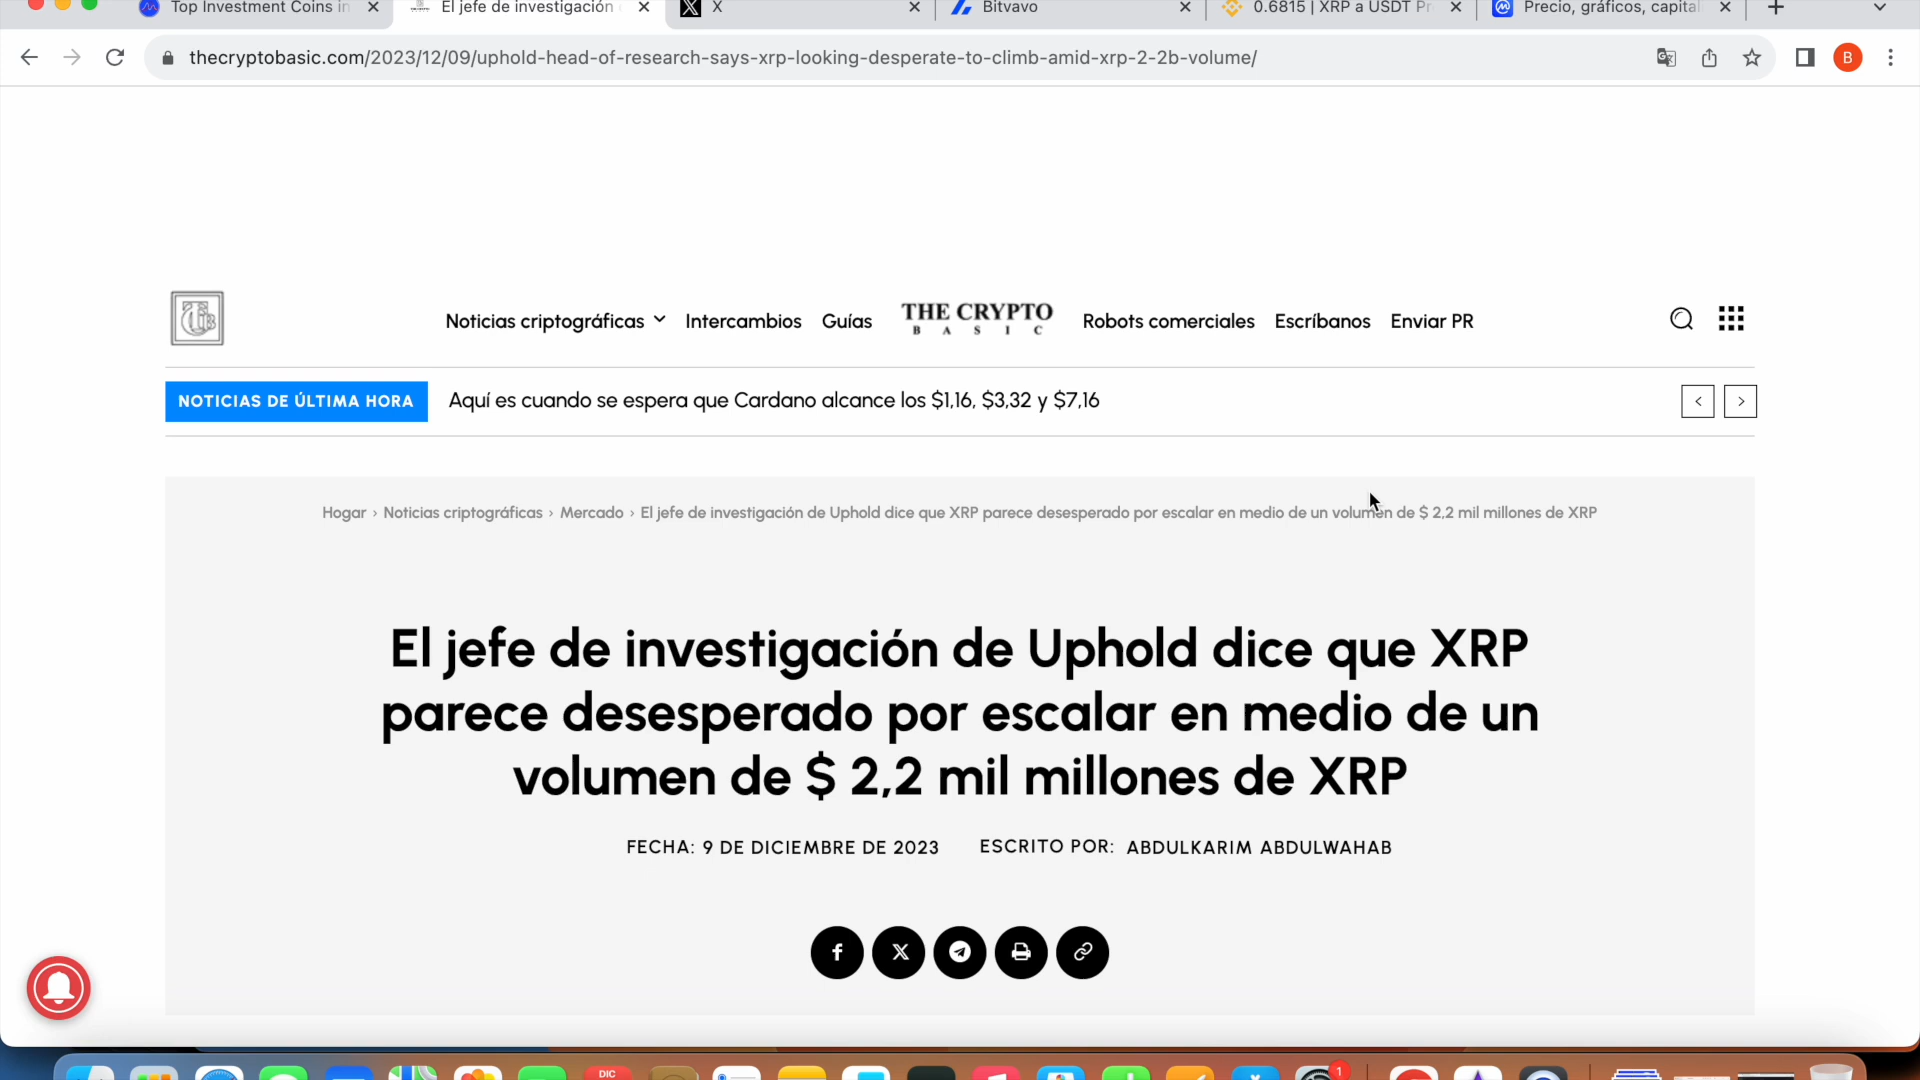 Top Investment Coins in
El jefe de investigación
X
Bitvavo
0.6815 | XRP a USDT Pr
Precio, gráficos, capital
thecryptobasic.com/2023/12/09/uphold-head-of-research-says-xrp-looking-desperate-to-climb-amid-xrp-2-2b-volume/
B
Noticias criptográficas
Intercambios
Guías
THE CRYPTO
BASIC
Robots comerciales
Escríbanos
Enviar PR
NOTICIAS DE ÚLTIMA HORA
Aquí es cuando se espera que Cardano alcance los $1,16, $3,32 y $7,16
Hogar › Noticias criptográficas › Mercado › El jefe de investigación de Uphold dice que XRP parece desesperado por escalar en medio de un volumen de $ 2,2 mil millones de XRP
El jefe de investigación de Uphold dice que XRP
parece desesperado por escalar en medio de un
volumen de $ 2,2 mil millones de XRP
FECHA: 9 DE DICIEMBRE DE 2023
ESCRITO POR: ABDULKARIM ABDULWAHAB
DIC
1